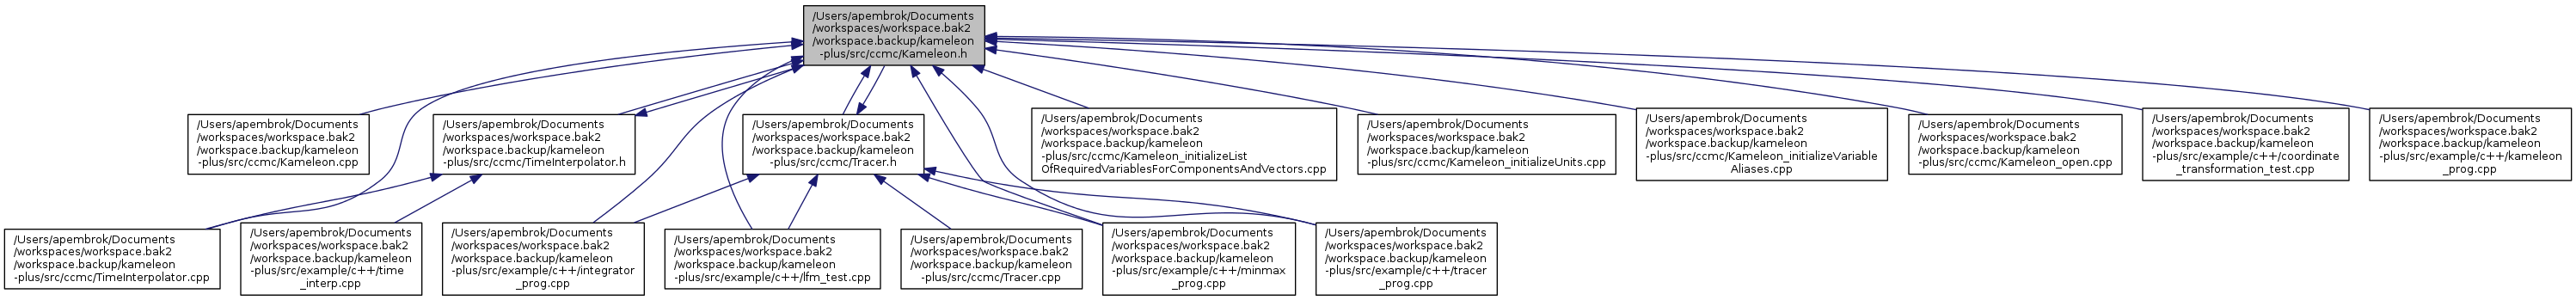 /Users/apembrok/Documents
/workspaces/workspace.bak2
/workspace.backup/kameleon
-plus/src/ccmc/Kameleon.h
/Users/apembrok/Documents
/workspaces/workspace.bak2
/workspace.backup/kameleon
-plus/src/ccmc/Kameleon.cpp
/Users/apembrok/Documents
/workspaces/workspace.bak2
/workspace.backup/kameleon
-plus/src/ccmc/TimeInterpolator.h
/Users/apembrok/Documents
/workspaces/workspace.bak2
/workspace.backup/kameleon
-plus/src/ccmc/Tracer.h
/Users/apembrok/Documents
/workspaces/workspace.bak2
/workspace.backup/kameleon
-plus/src/ccmc/Kameleon_initializeList
OfRequiredVariablesForComponentsAndVectors.cpp
/Users/apembrok/Documents
/workspaces/workspace.bak2
/workspace.backup/kameleon
-plus/src/ccmc/Kameleon_initializeUnits.cpp
/Users/apembrok/Documents
/workspaces/workspace.bak2
/workspace.backup/kameleon
-plus/src/ccmc/Kameleon_initializeVariable
Aliases.cpp
/Users/apembrok/Documents
/workspaces/workspace.bak2
/workspace.backup/kameleon
-plus/src/ccmc/Kameleon_open.cpp
/Users/apembrok/Documents
/workspaces/workspace.bak2
/workspace.backup/kameleon
-plus/src/example/c++/coordinate
_transformation_test.cpp
/Users/apembrok/Documents
/workspaces/workspace.bak2
/workspace.backup/kameleon
-plus/src/example/c++/kameleon
_prog.cpp
/Users/apembrok/Documents
/workspaces/workspace.bak2
/workspace.backup/kameleon
-plus/src/ccmc/TimeInterpolator.cpp
/Users/apembrok/Documents
/workspaces/workspace.bak2
/workspace.backup/kameleon
-plus/src/example/c++/time
_interp.cpp
/Users/apembrok/Documents
/workspaces/workspace.bak2
/workspace.backup/kameleon
-plus/src/example/c++/integrator
_prog.cpp
/Users/apembrok/Documents
/workspaces/workspace.bak2
/workspace.backup/kameleon
-plus/src/example/c++/lfm_test.cpp
/Users/apembrok/Documents
/workspaces/workspace.bak2
/workspace.backup/kameleon
-plus/src/ccmc/Tracer.cpp
/Users/apembrok/Documents
/workspaces/workspace.bak2
/workspace.backup/kameleon
-plus/src/example/c++/minmax
_prog.cpp
/Users/apembrok/Documents
/workspaces/workspace.bak2
/workspace.backup/kameleon
-plus/src/example/c++/tracer
_prog.cpp